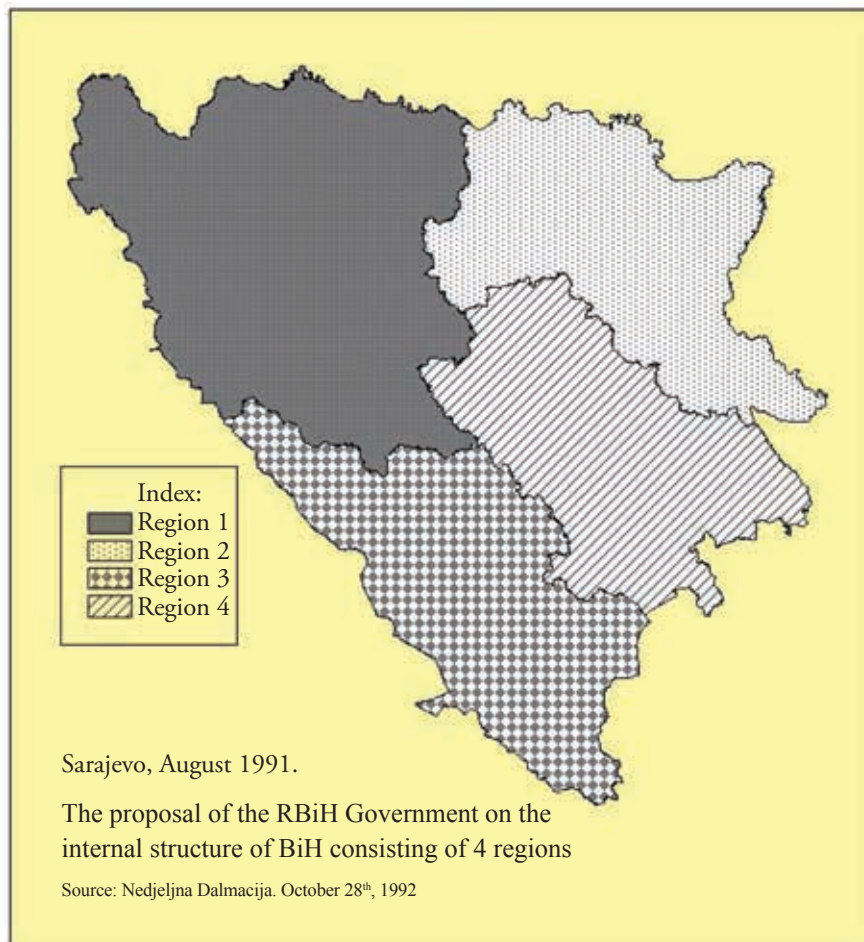 Index:
Region 1
Region 2
Region 3
Region 4
Sarajevo, August 1991.
The proposal of the RBiH Government on the
internal structure of BiH consisting of 4 regions
Source: Nedjeljna Dalmacija. October 28th, 1992